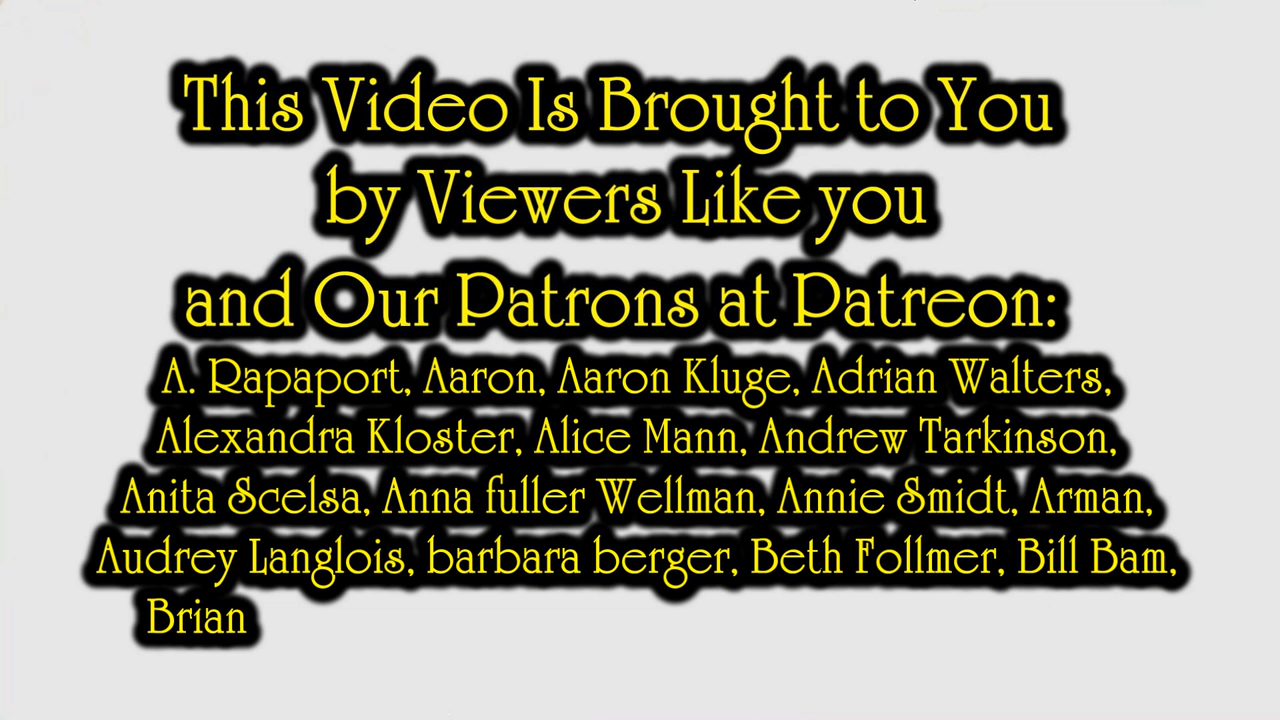 This Video Is Brought to You
by Viewers Like you
and Our Patrons at Patreon:
A. Rapaport, Aaron, Aaron Kluge, Adrian Walters,
Alexandra Kloster, Alice Mann, Andrew Tarkinson,
Anita Scelsa, Anna fuller Wellman, Annie Smidt, Arman,
Audrey Langlois, barbara berger, Beth Follmer, Bill Bam,
Brian